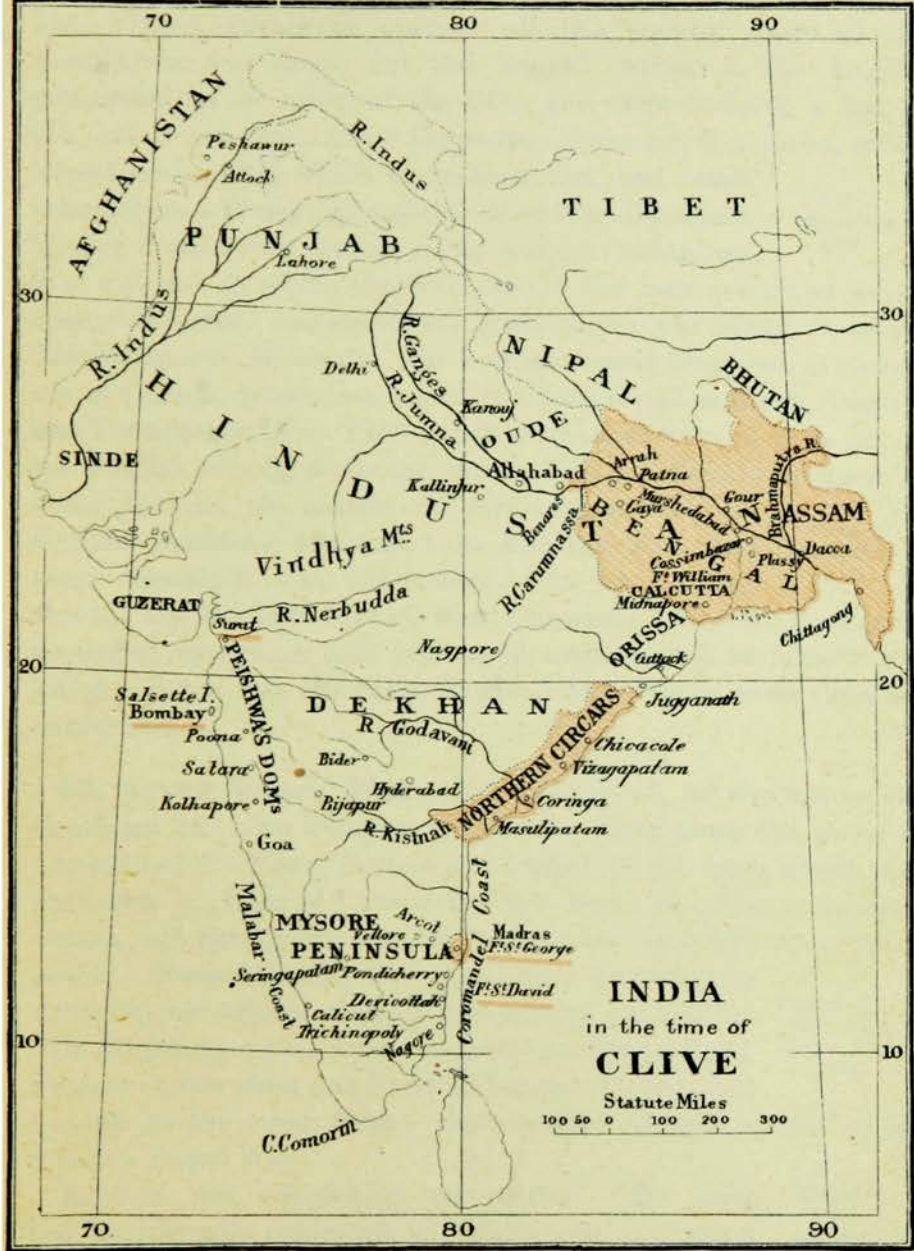 70 80 90
AFGHANISTAN
Peshawur
Attock
R. Indus
TIBET
PUNJAB
Lahore
30 30
R. Indus
HINDUSTAN
Delhi
R. Ganges
R. Jumna
NIPAL
BHUTAN
Kanouj
OUDE
SINDE
Kallinjur
Allahabad
Arrah
Patna
Gaya
Benares
Murshedabad
Gour
Brahmaputra R.
ASSAM
BENGAL
Cossimbazar
Plassy
Dacca
Vindhya Mts
R. Carumnassa
Ft. William
CALCUTTA
Midnapore
Chittagong
GUZERAT
Surat
R. Nerbudda
Nagpore
ORISSA
Cuttack
20 20
PEISHWA'S DOMS
Salsette I.
Bombay
DEKHAN
Jugganath
R. Godavari
Poona
NORTHERN CIRCARS
Chicacole
Bider
Vizagapatam
Satara
Hyderabad
Kolhapore
Bijapur
Coringa
R. Kistnah
Masulipatam
Goa
Malabar Coast
Coromandel Coast
MYSORE
Arcot
Vellore
Madras
PENINSULA
Ft. St. George
Seringapatam
Pondicherry
Ft. St. David
Devicottah
Calicut
Trichinopoly
Nagore
10 10
C. Comorin
INDIA
in the time of
CLIVE
Statute Miles
100 50 0 100 200 300
70 80 90